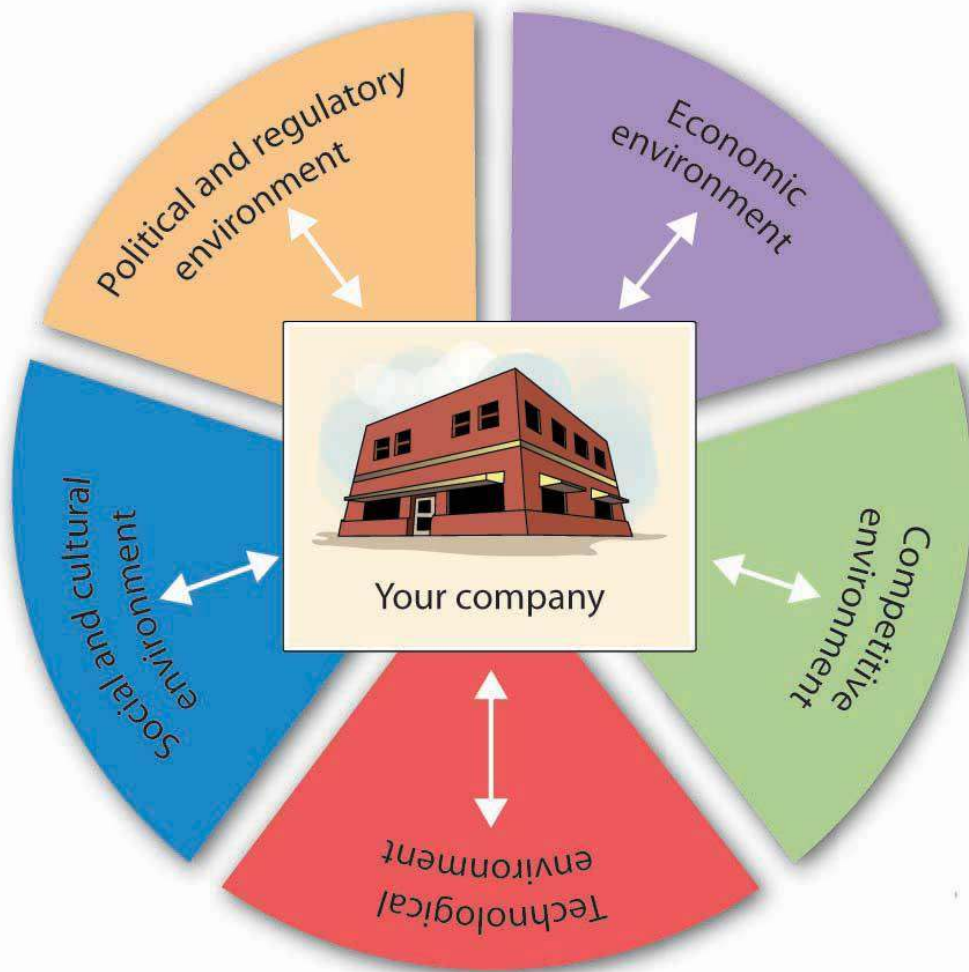 Political and regulatory
environment
Economic
environment
Competitive
environment
Technological
environment
Social and cultural
environment
Your company